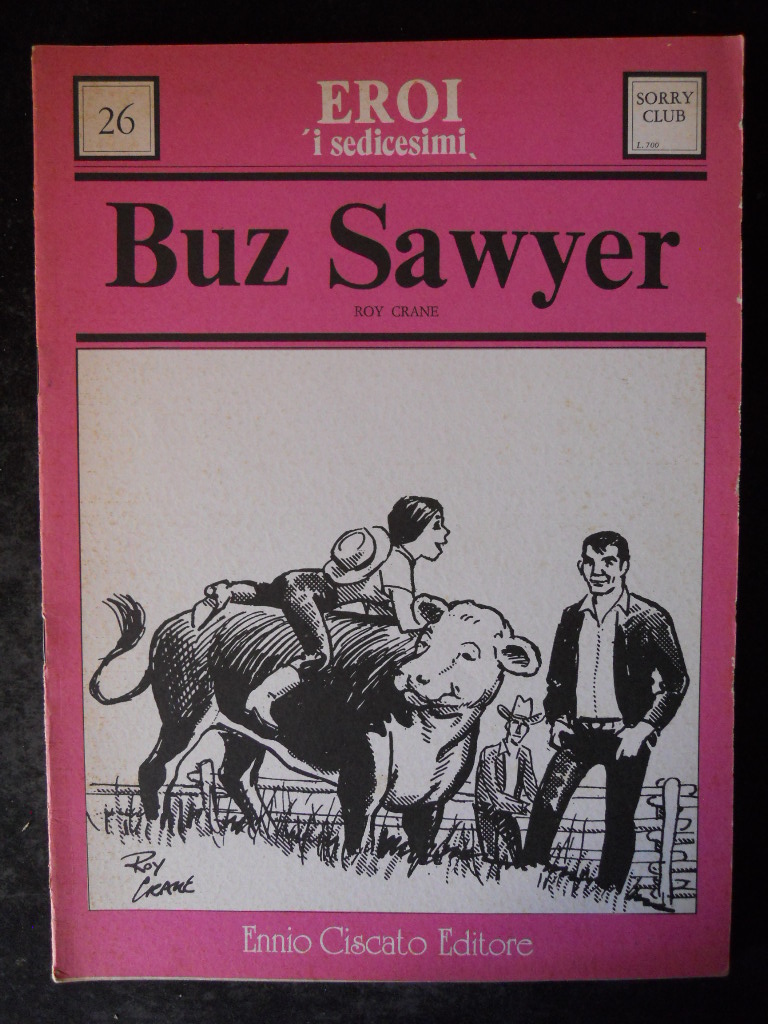 26
EROI
'i sedicesimi,
SORRY
CLUB
L. 700
Buz Sawyer
ROY CRANE
ROY
CRANE
Ennio Ciscato Editore